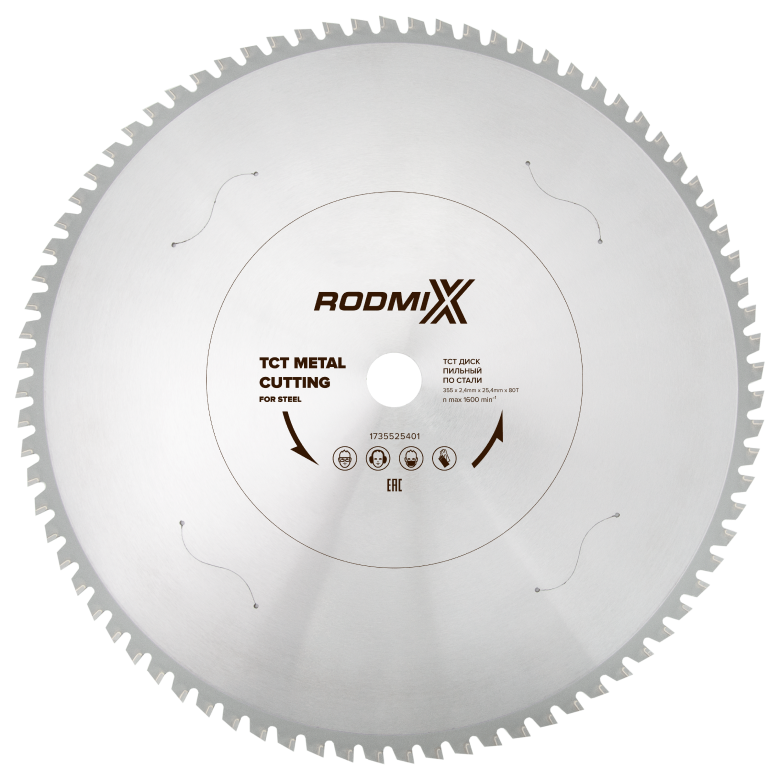 RODMIX
TCT METAL
CUTTING
FOR STEEL
ТСТ ДИСК
ПИЛЬНЫЙ
ПО СТАЛИ
355 x 2,4mm x 25,4mm x 80T
n max 1600 min⁻¹
1735525401
EAC